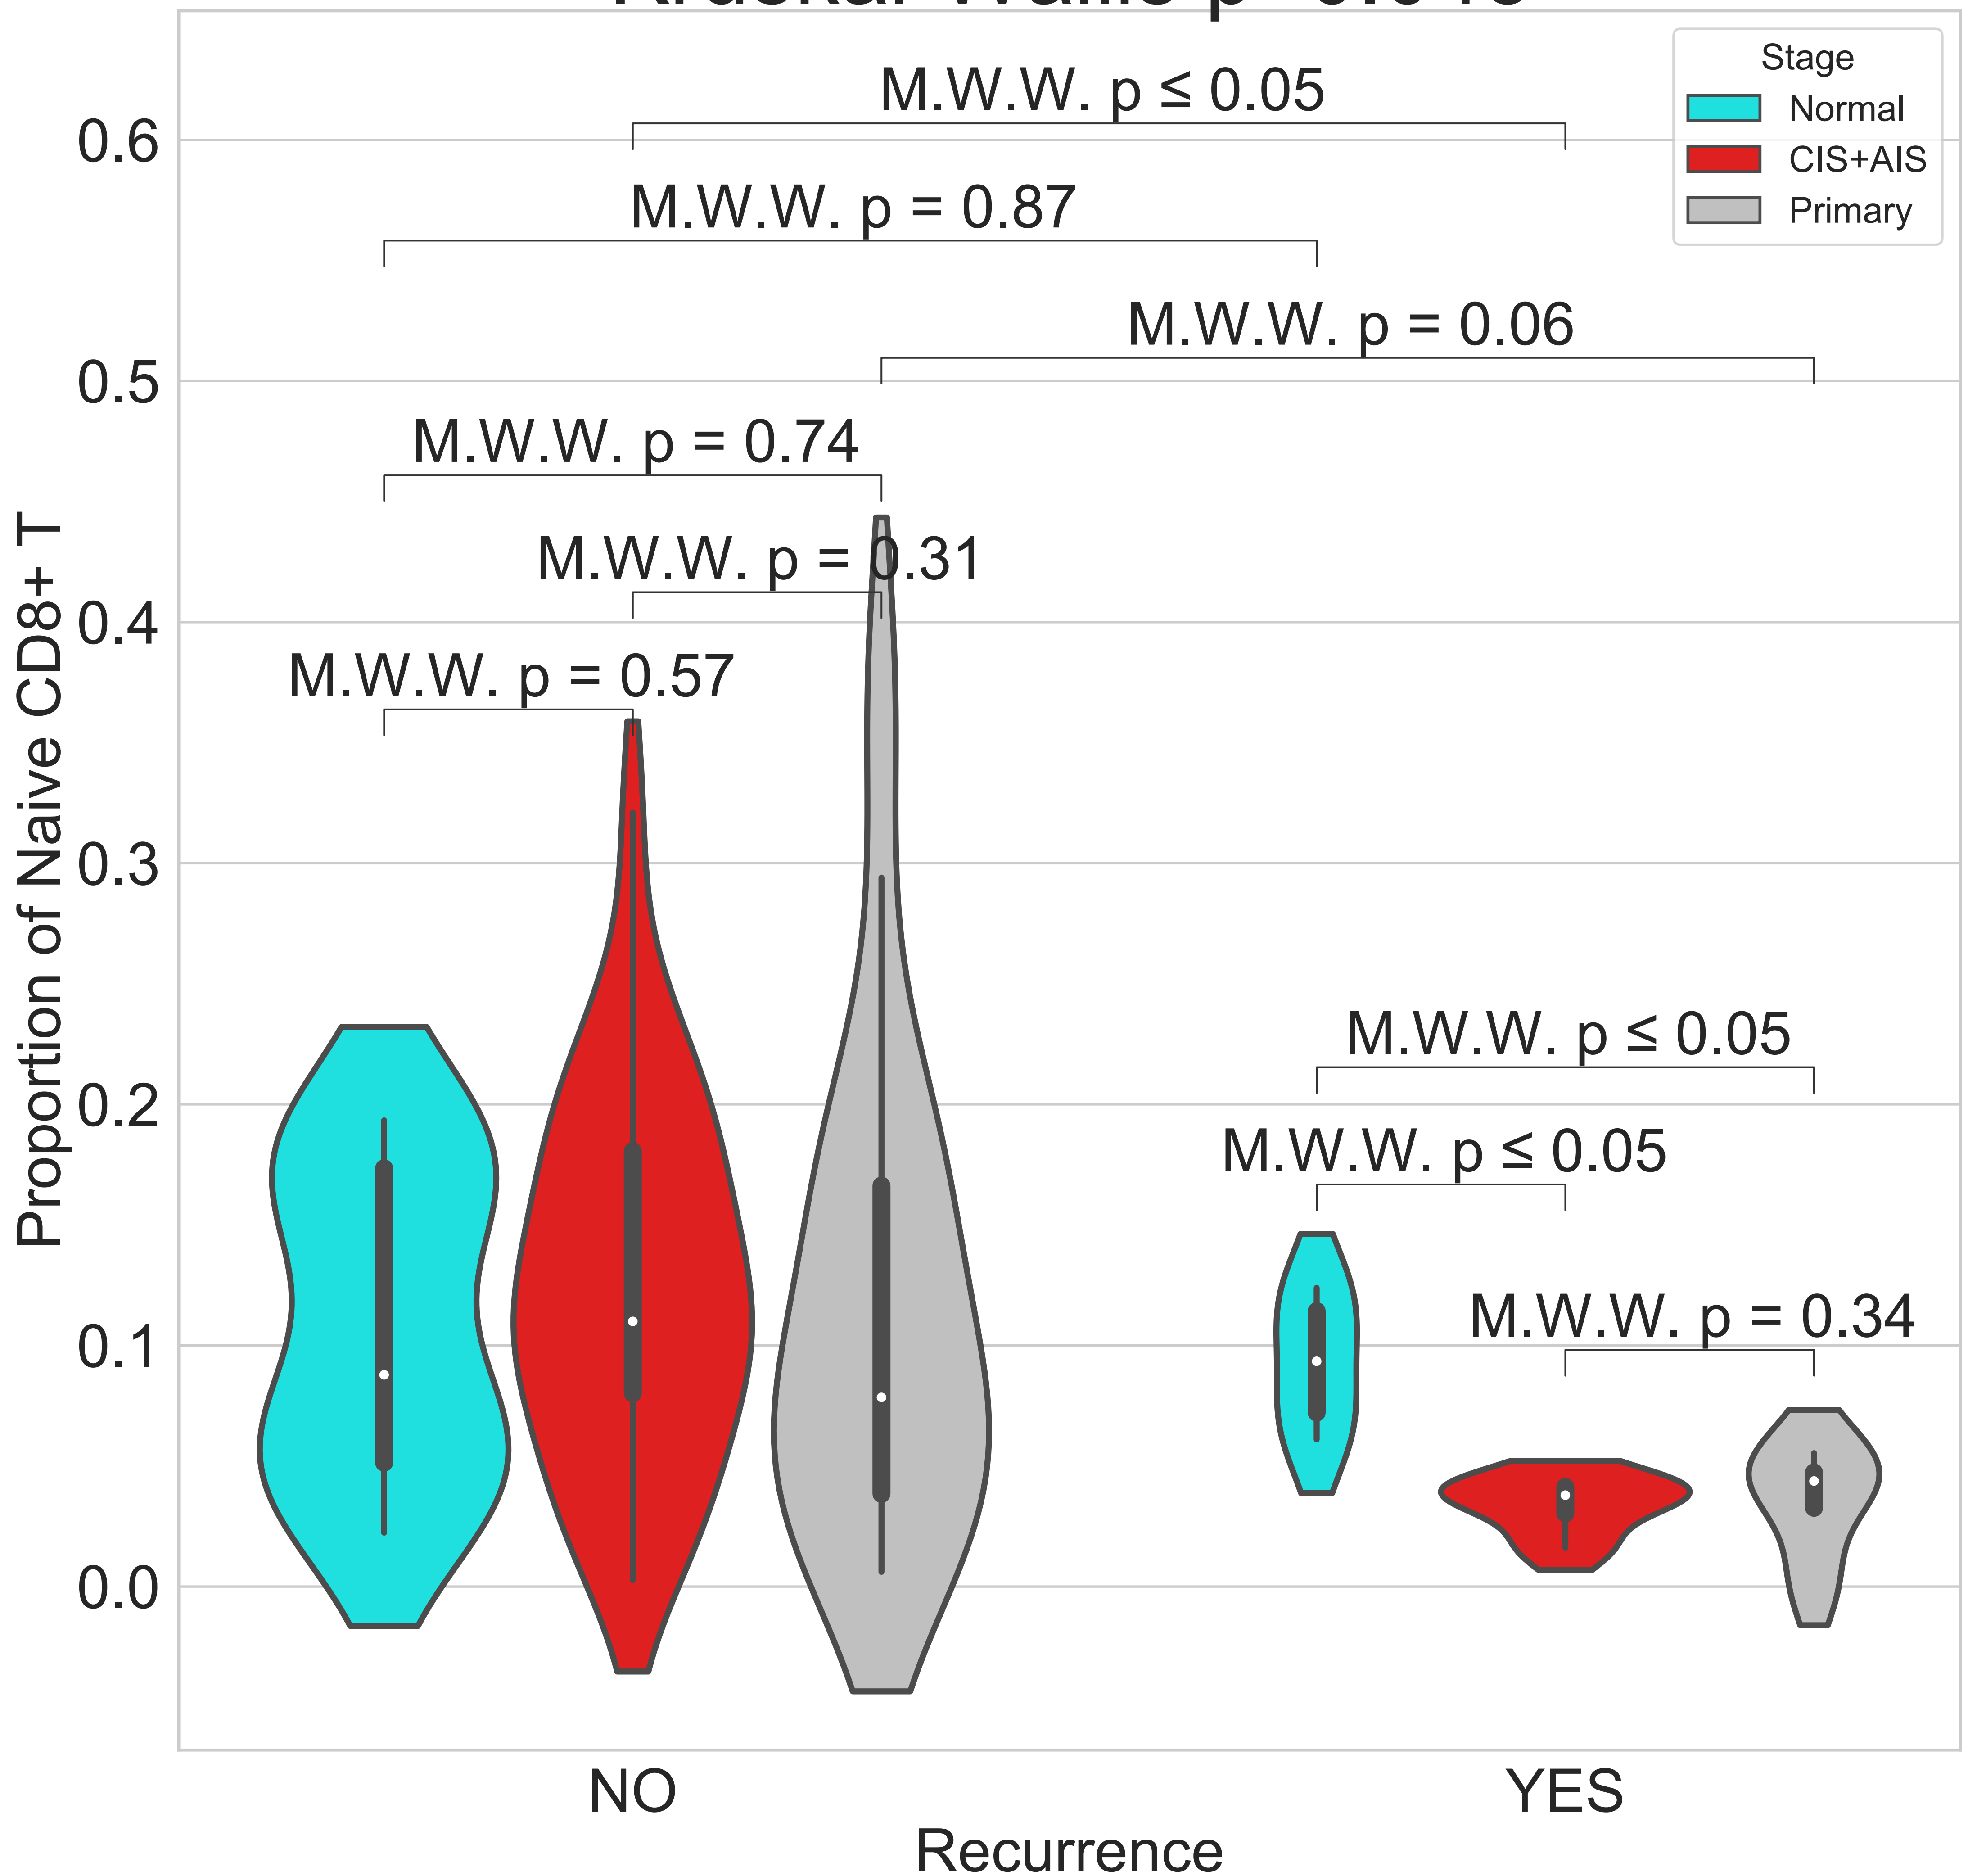 Stage
Normal
CIS+AIS
Primary
M.W.W. p ≤ 0.05
M.W.W. p = 0.87
M.W.W. p = 0.06
M.W.W. p = 0.74
M.W.W. p = 0.31
M.W.W. p = 0.57
M.W.W. p ≤ 0.05
M.W.W. p ≤ 0.05
M.W.W. p = 0.34
Proportion of Naive CD8+ T
0.6
0.5
0.4
0.3
0.2
0.1
0.0
NO
YES
Recurrence